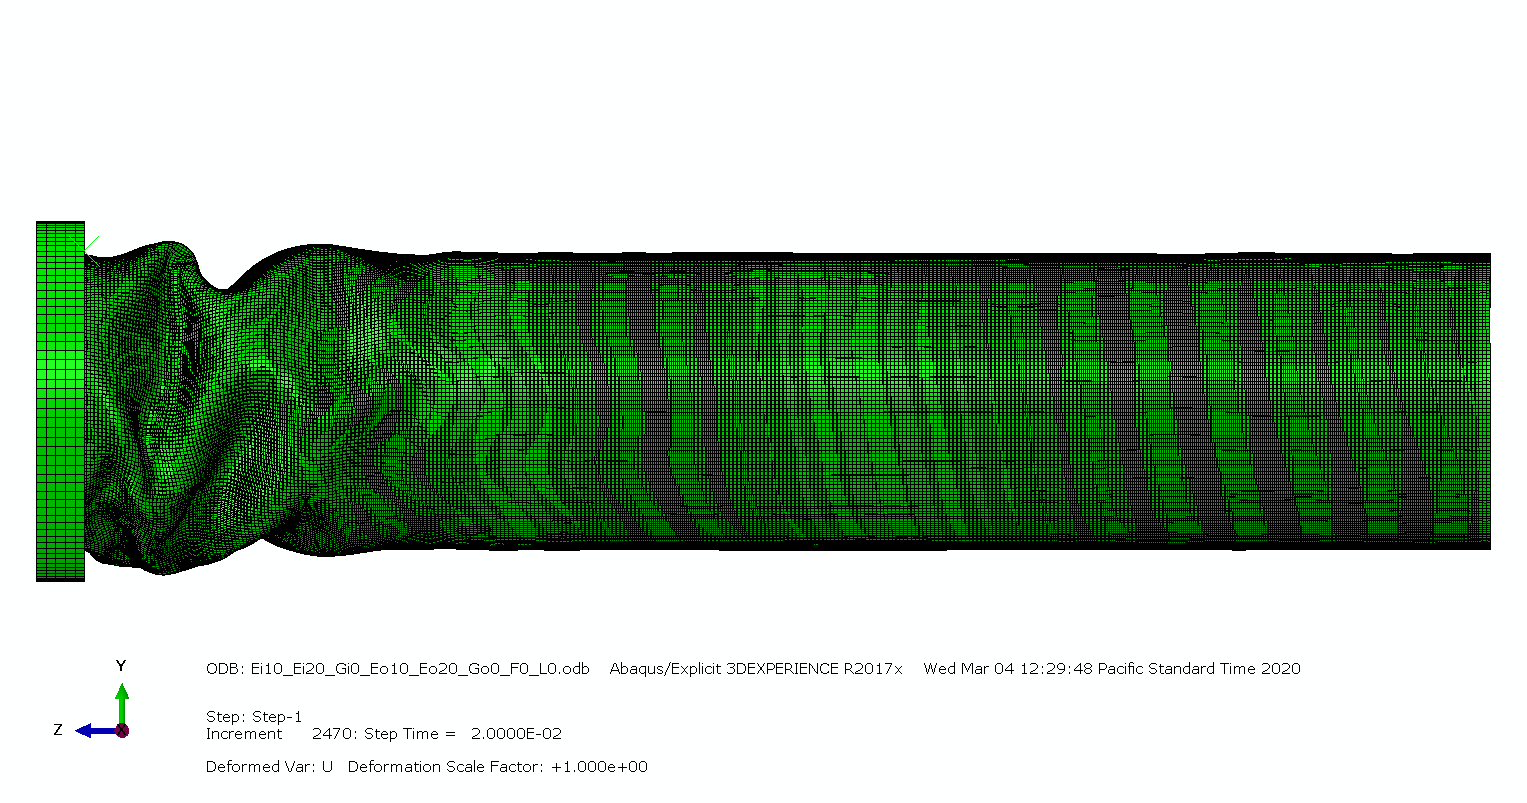 Y
Z
X
ODB: Ei10_Ei20_Gi0_Eo10_Eo20_Go0_F0_L0.odb    Abaqus/Explicit 3DEXPERIENCE R2017x    Wed Mar 04 12:29:48 Pacific Standard Time 2020
Step: Step-1
Increment    2470: Step Time =   2.0000E-02
Deformed Var: U   Deformation Scale Factor: +1.000e+00